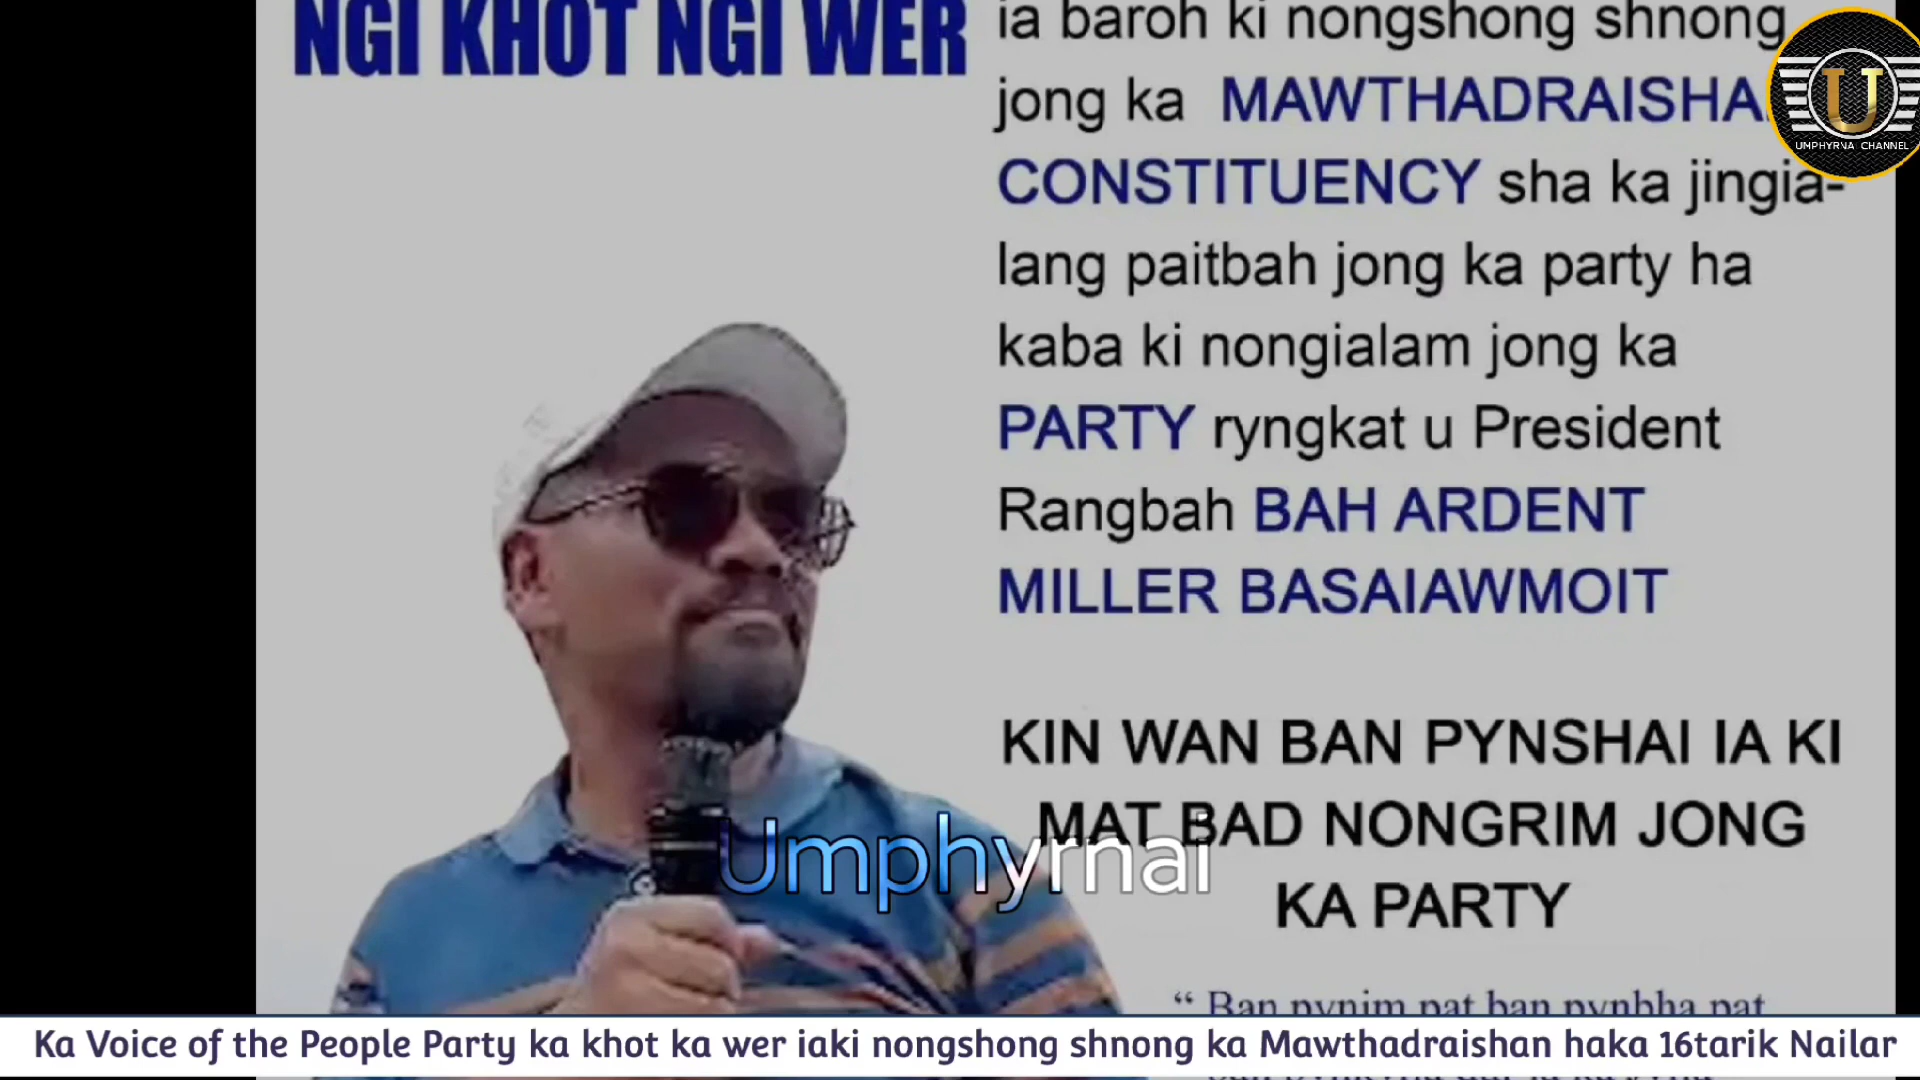 NGI KHOT NGI WER
ia baroh ki nongshong shnong
jong ka MAWTHADRAISHA
CONSTITUENCY sha ka jingia-
lang paitbah jong ka party ha
kaba ki nongialam jong ka
PARTY ryngkat u President
Rangbah BAH ARDENT
MILLER BASAIAWMOIT
KIN WAN BAN PYNSHAI IA KI
MAT BAD NONGRIM JONG
KA PARTY
“ Ban pynim pat ban pynbha pat
U
UMPHYRNA CHANNEL
Umphyrnai
Ka Voice of the People Party ka khot ka wer iaki nongshong shnong ka Mawthadraishan haka 16tarik Nailar